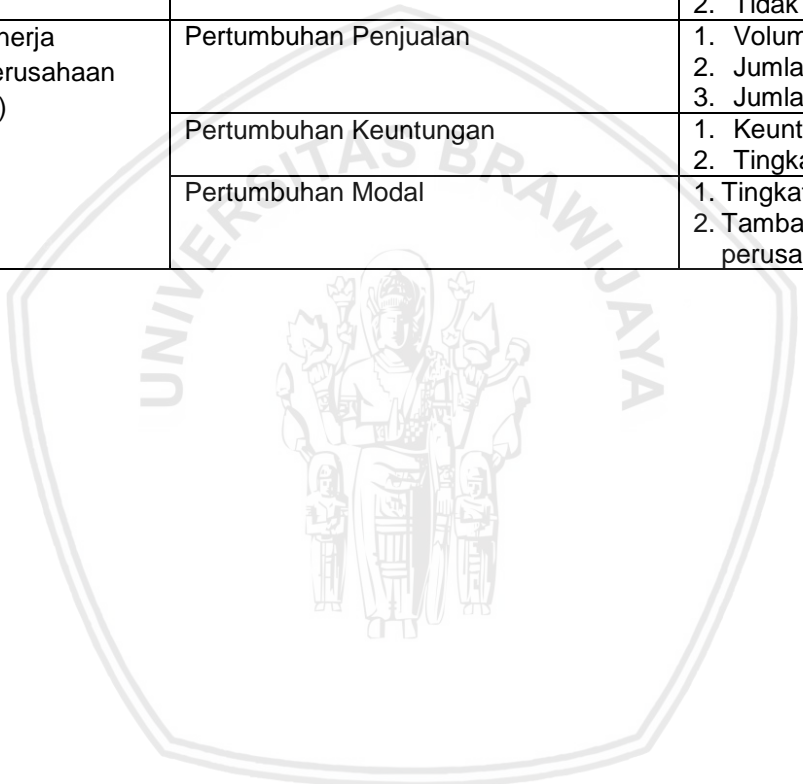 2. Tidak
nerja
erusahaan
)
Pertumbuhan Penjualan
1. Volum
2. Jumla
3. Jumla
Pertumbuhan Keuntungan
1. Keunt
2. Tingka
Pertumbuhan Modal
1. Tingkat
2. Tamba
perusa
UNIVERSITAS BRAWIJAYA